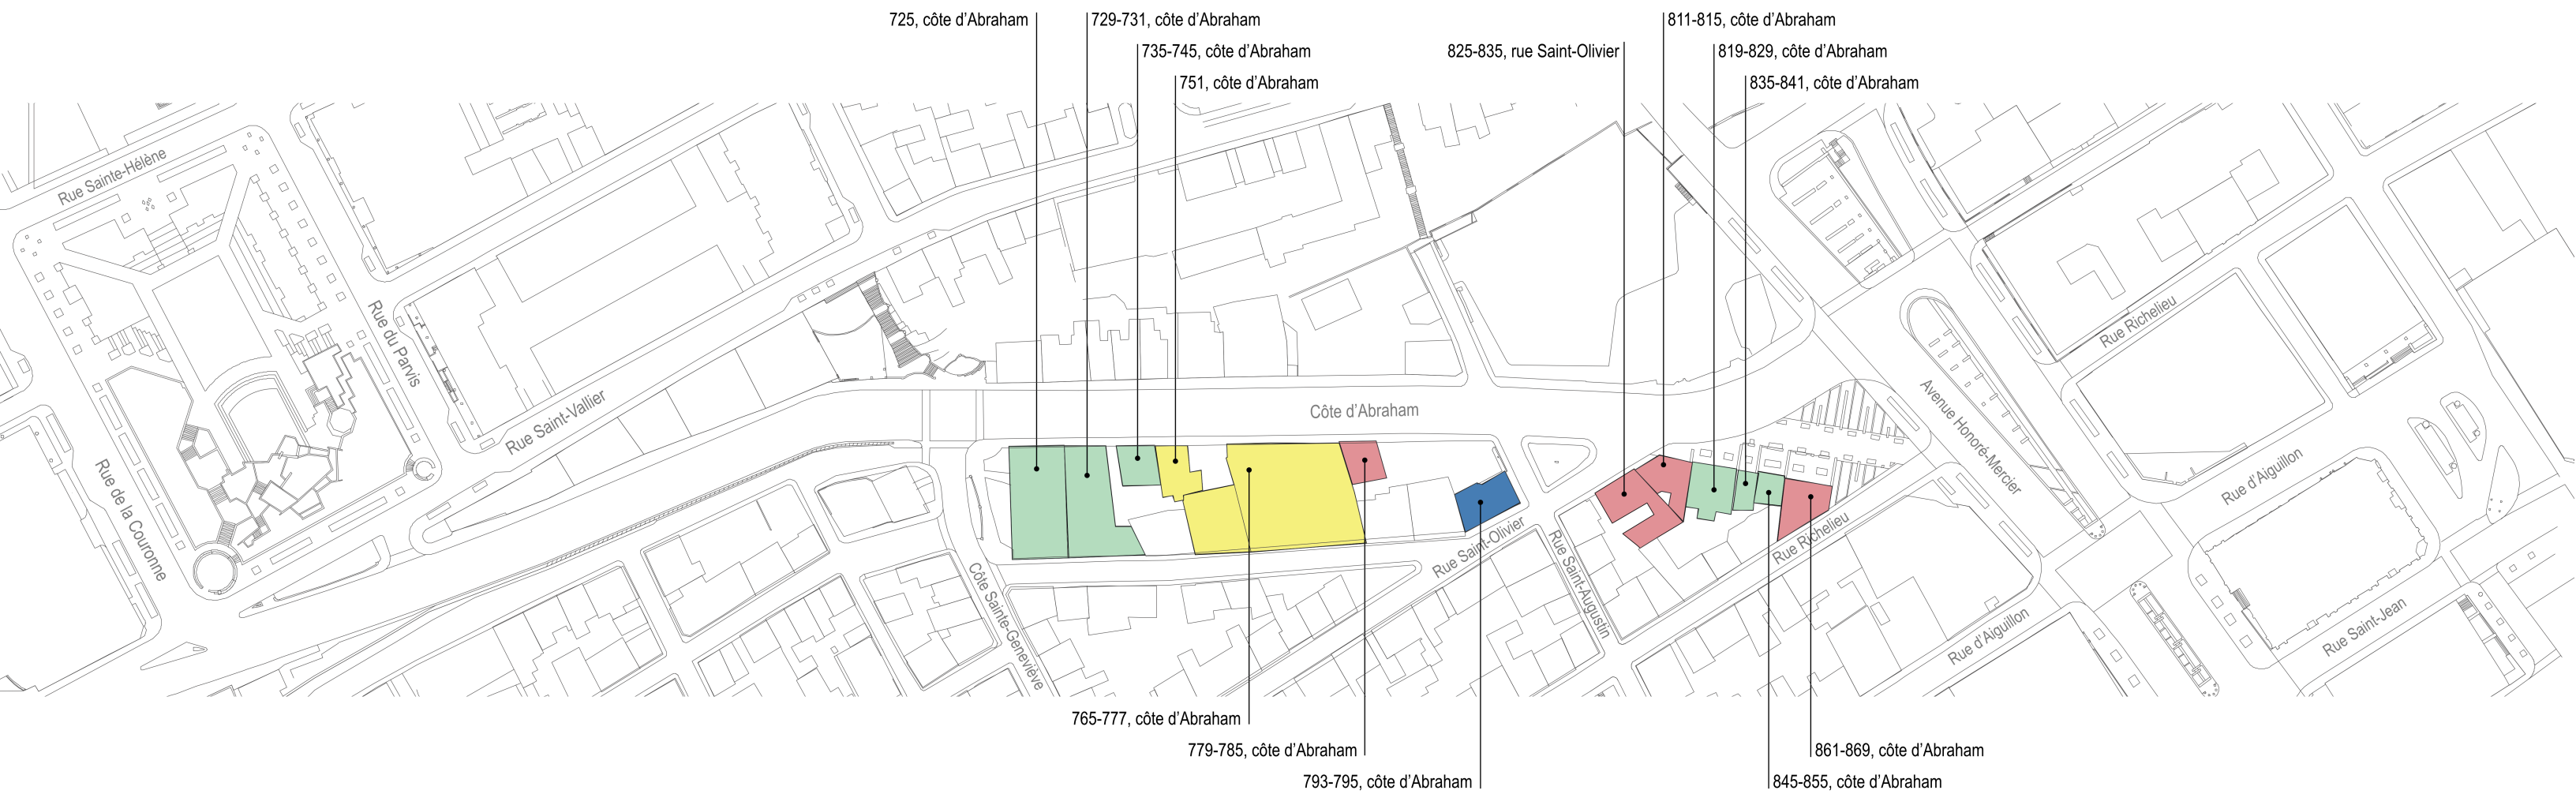 725, côte d'Abraham
729-731, côte d'Abraham
811-815, côte d'Abraham
735-745, côte d'Abraham
825-835, rue Saint-Olivier
819-829, côte d'Abraham
751, côte d'Abraham
835-841, côte d'Abraham
Rue Sainte-Hélène
Rue du Parvis
Rue Richelieu
Rue Saint-Vallier
Côte d'Abraham
Avenue Honoré-Mercier
Rue de la Couronne
Rue d'Aiguillon
Rue Saint-Olivier
Rue Richelieu
Côte Sainte-Geneviève
Rue Saint-Augustin
Rue d'Aiguillon
Rue Saint-Jean
765-777, côte d'Abraham
779-785, côte d'Abraham
861-869, côte d'Abraham
793-795, côte d'Abraham
845-855, côte d'Abraham